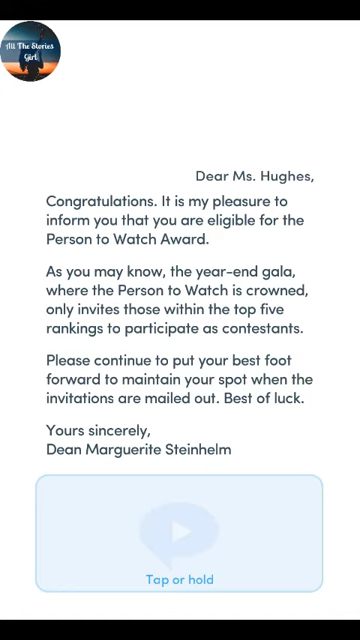 All The Stories
Girl
Dear Ms. Hughes,
Congratulations. It is my pleasure to
inform you that you are eligible for the
Person to Watch Award.
As you may know, the year-end gala,
where the Person to Watch is crowned,
only invites those within the top five
rankings to participate as contestants.
Please continue to put your best foot
forward to maintain your spot when the
invitations are mailed out. Best of luck.
Yours sincerely,
Dean Marguerite Steinhelm
Tap or hold